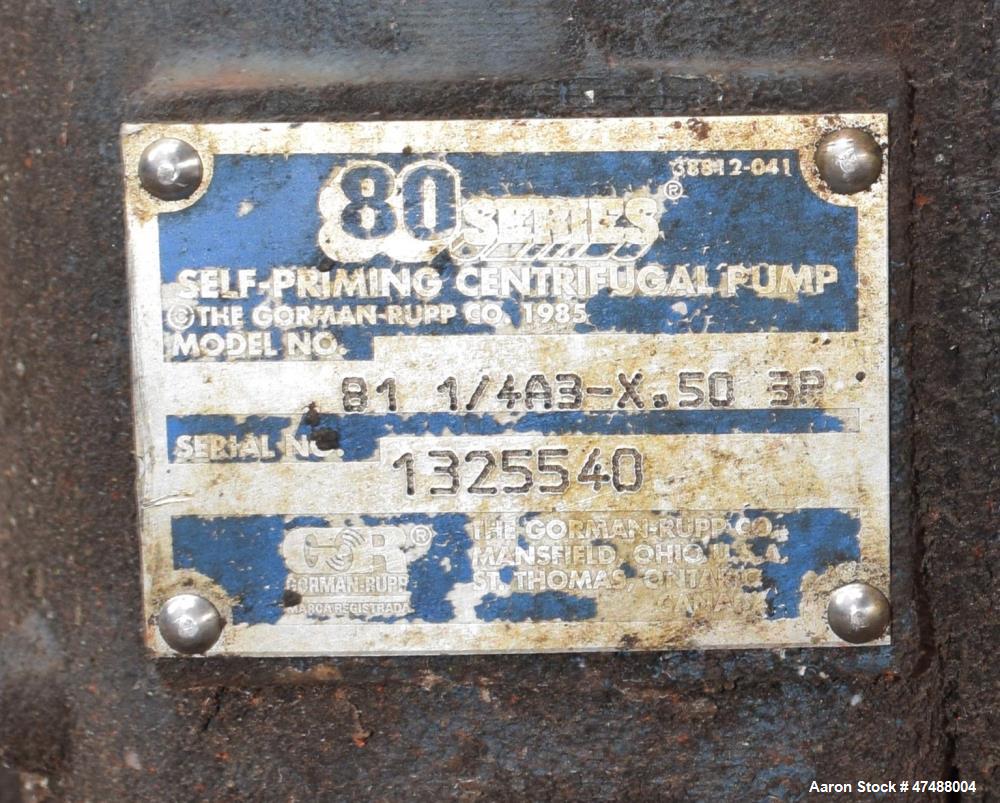 38812-041
80 SERIES®
SELF-PRIMING CENTRIFUGAL PUMP
© THE GORMAN-RUPP CO. 1985
MODEL NO.
81 1/4A3-X.50 3P
SERIAL NO.
1325540
GR®
GORMAN-RUPP
MARCA REGISTRADA
THE GORMAN-RUPP CO.
MANSFIELD, OHIO U.S.A.
ST. THOMAS, ONTARIO
CANADA
Aaron Stock # 47488004